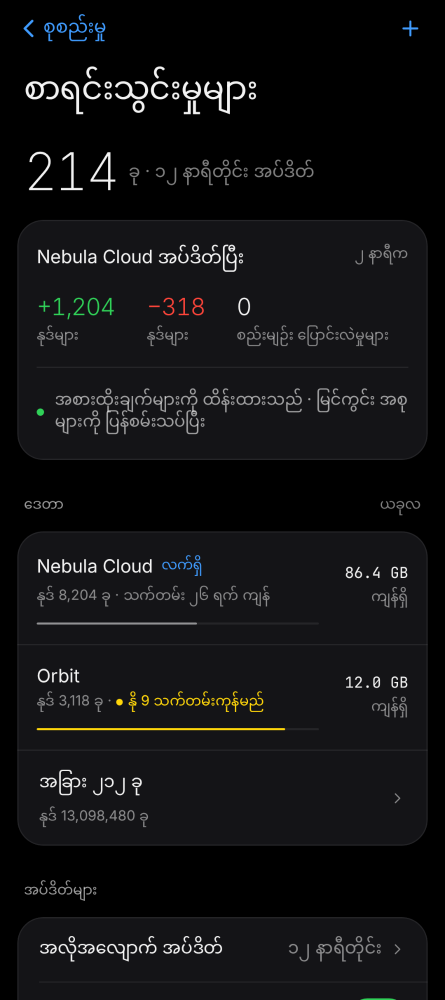 စုစည်းမှု
+
စာရင်းသွင်းမှုများ
214 ခု · ၁၂ နာရီတိုင်း အပ်ဒိတ်
Nebula Cloud အပ်ဒိတ်ပြီး ၂ နာရီက
+1,204 −318 0
နုဒ်များ နုဒ်များ စည်းမျဉ်း ပြောင်းလဲမှုများ
အစားထိုးချက်များကို ထိန်းထားသည် · မြင်ကွင်း အစု
များကို ပြန်စမ်းသပ်ပြီး
ဒေတာ ယခုလ
Nebula Cloud လက်ရှိ 86.4 GB
နုဒ် 8,204 ခု · သက်တမ်း ၂၆ ရက် ကျန် ကျန်ရှိ
Orbit 12.0 GB
နုဒ် 3,118 ခု · နို 9 သက်တမ်းကုန်မည် ကျန်ရှိ
အခြား ၂၁၂ ခု
နုဒ် 13,098,480 ခု
အပ်ဒိတ်များ
အလိုအလျောက် အပ်ဒိတ် ၁၂ နာရီတိုင်း